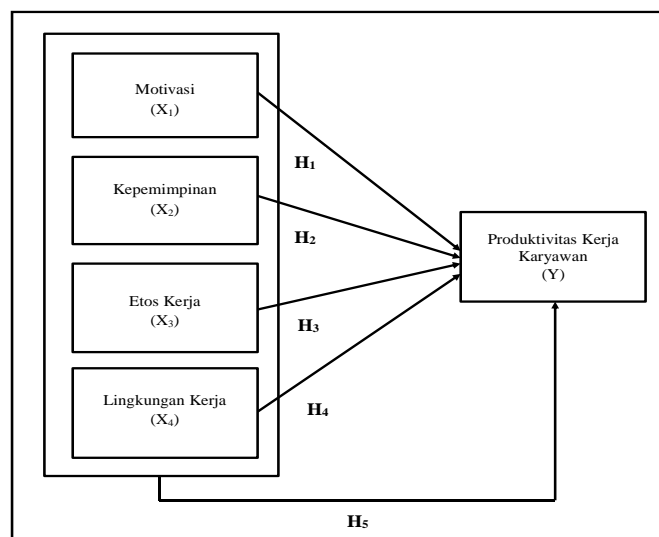 Motivasi
(X₁)
H₁
Kepemimpinan
(X₂)
H₂
Produktivitas Kerja
Karyawan
(Y)
Etos Kerja
(X₃)
H₃
Lingkungan Kerja
(X₄)
H₄
H₅